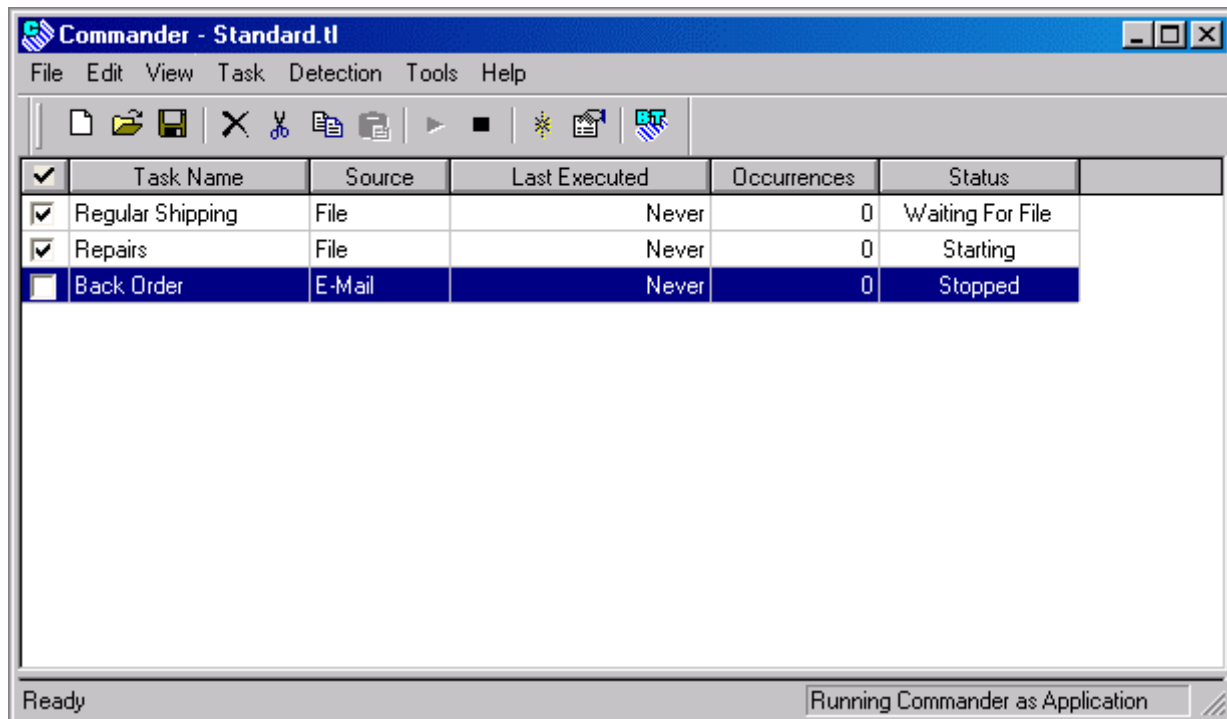 Commander - Standard.tl
File Edit View Task Detection Tools Help
BT
Task Name Source Last Executed Occurrences Status
Regular Shipping File Never 0 Waiting For File
Repairs File Never 0 Starting
Back Order E-Mail Never 0 Stopped
Ready Running Commander as Application